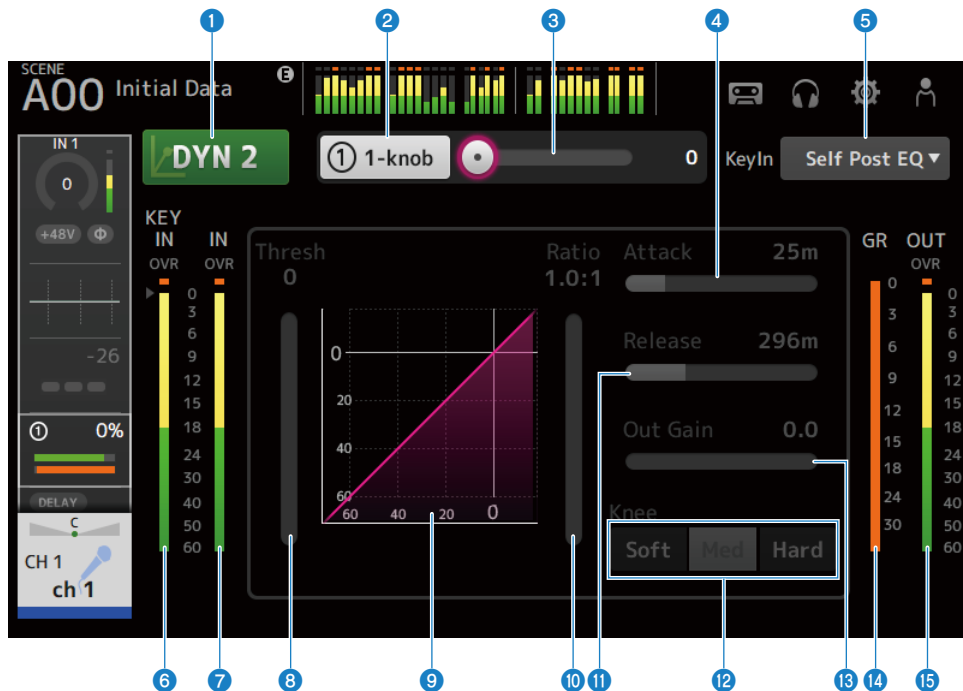 1 2 3 4 5
SCENE
A00 Initial Data E
IN 1
0
+48V Φ
-26
① 0%
DELAY
C
CH 1
ch 1
DYN 2
① 1-knob 0
KeyIn Self Post EQ ▼
KEY
IN IN
OVR OVR
0
3
6
9
12
15
18
24
30
40
50
60
Thresh
0
Ratio
1.0:1
0
20
40
60
60 40 20 0
Attack 25m
Release 296m
Out Gain 0.0
Knee
Soft Med Hard
GR OUT
OVR
0
3
6
9
12
15
18
24
30
0
3
6
9
12
15
18
24
30
40
50
60
6 7 8 9 10 11 12 13 14 15